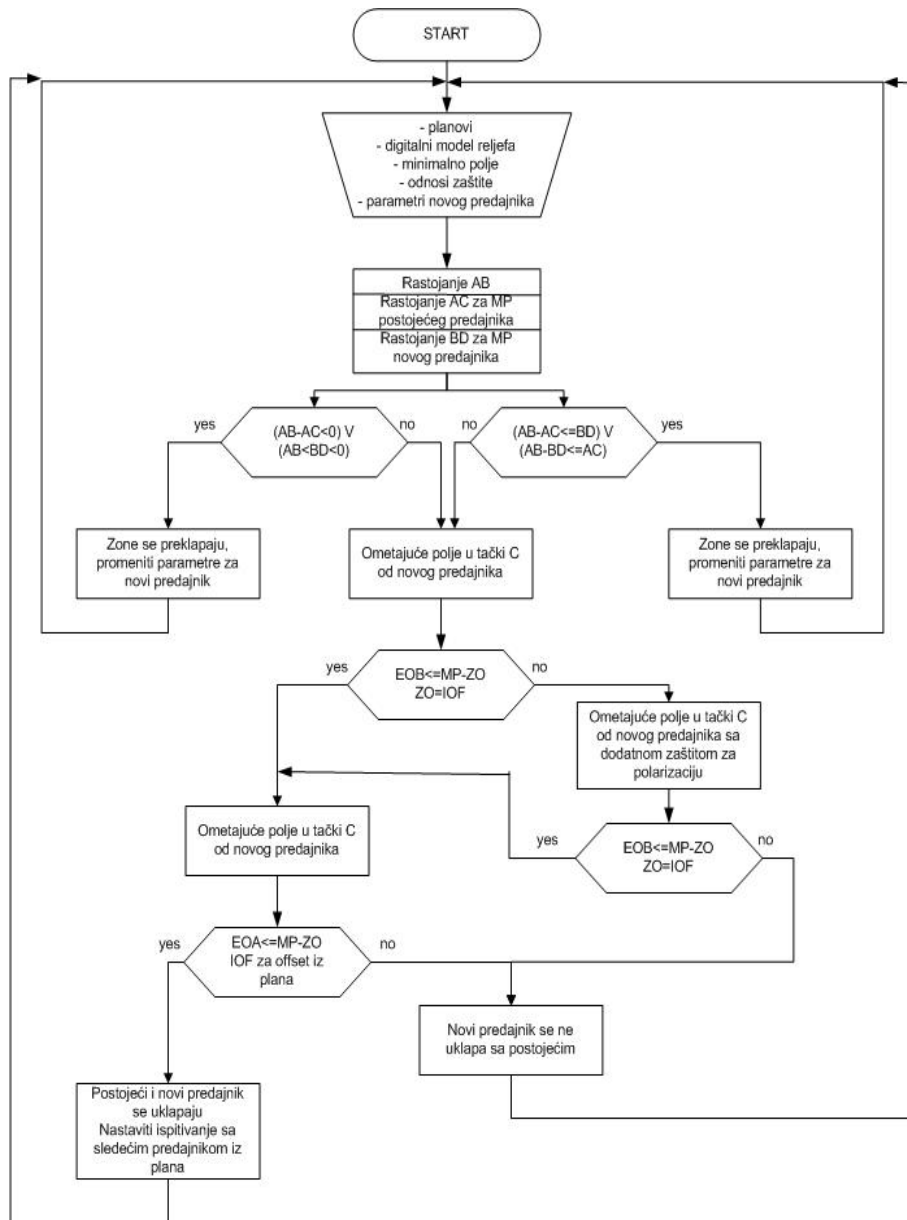 START
- planovi
- digitalni model reljefa
- minimalno polje
- odnosi zaštite
- parametri novog predajnika
Rastojanje AB
Rastojanje AC za MP
postojećeg predajnika
Rastojanje BD za MP
novog predajnika
yes
(AB-AC<0) V
(AB<BD<0)
no
no
(AB-AC<=BD) V
(AB-BD<=AC)
yes
Zone se preklapaju,
promeniti parametre za
novi predajnik
Ometajuće polje u tački C
od novog predajnika
Zone se preklapaju,
promeniti parametre za
novi predajnik
yes
EOB<=MP-ZO
ZO=IOF
no
Ometajuće polje u tački C
od novog predajnika sa
dodatnom zaštitom za
polarizaciju
Ometajuće polje u tački C
od novog predajnika
yes
EOB<=MP-ZO
ZO=IOF
no
yes
EOA<=MP-ZO
IOF za offset iz
plana
no
Novi predajnik se ne
uklapa sa postojećim
Postojeći i novi predajnik
se uklapaju
Nastaviti ispitivanje sa
sledećim predajnikom iz
plana